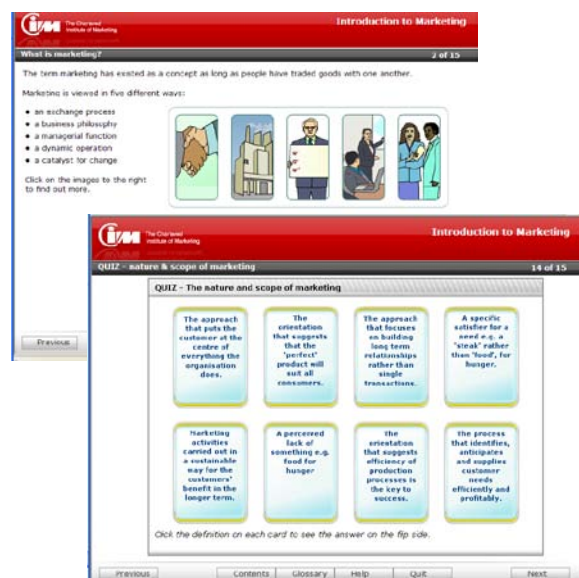 CIM
The Chartered
Institute of Marketing
Introduction to Marketing
What is marketing?
2 of 15
The term marketing has existed as a concept as long as people have traded goods with one another.
Marketing is viewed in five different ways:
• an exchange process
• a business philosophy
• a managerial function
• a dynamic operation
• a catalyst for change
Click on the images to the right
to find out more.
Previous
CIM
The Chartered
Institute of Marketing
Introduction to Marketing
QUIZ - nature & scope of marketing
14 of 15
QUIZ - The nature and scope of marketing
The approach
that puts the
customer at the
centre of
everything the
organisation
does.
The
orientation
that suggests
that the
'perfect'
product will
suit all
consumers.
The approach
that focuses
on building
long term
relationships
rather than
single
transactions.
A specific
satisfier for a
need e.g. a
'steak' rather
than 'food', for
hunger.
Marketing
activities
carried out in
a sustainable
way for the
customers'
benefit in the
longer term.
A perceived
lack of
something e.g.
food for
hunger
The
orientation
that suggests
efficiency of
production
processes is
the key to
success.
The process
that identifies,
anticipates
and supplies
customer
needs
efficiently and
profitably.
Click the definition on each card to see the answer on the flip side.
Previous
Contents
Glossary
Help
Quit
Next